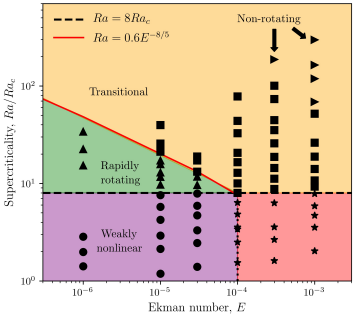 Ra = 8Ra_c
Ra = 0.6E^{-8/5}
Non-rotating
Transitional
Rapidly
rotating
Weakly
nonlinear
Supercriticality, Ra/Ra_c
10^2
10^1
10^0
10^{-6}
10^{-5}
10^{-4}
10^{-3}
Ekman number, E